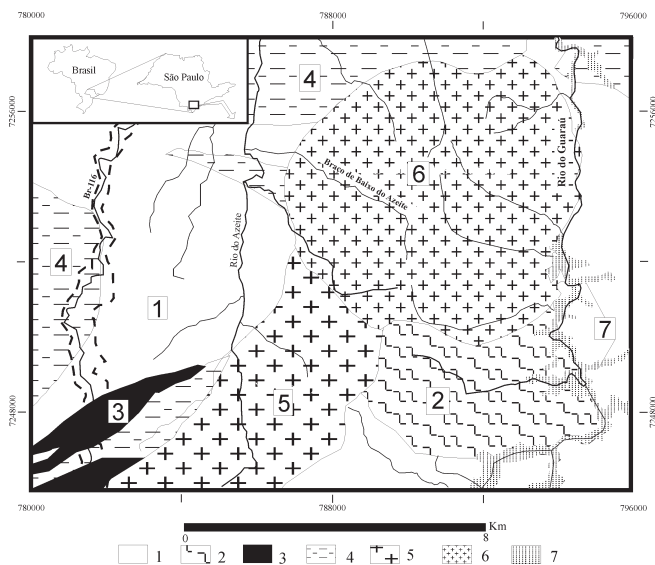 780000 788000 796000
Brasil
São Paulo
7256000 7256000
4
6
Rio do Guaraú
Br-116
Braço de Baixo do Azeite
Rio do Azeite
4
1
7
3
5
2
7248000 7248000
780000 788000 796000
0 8 Km
1 2 3 4 5 6 7